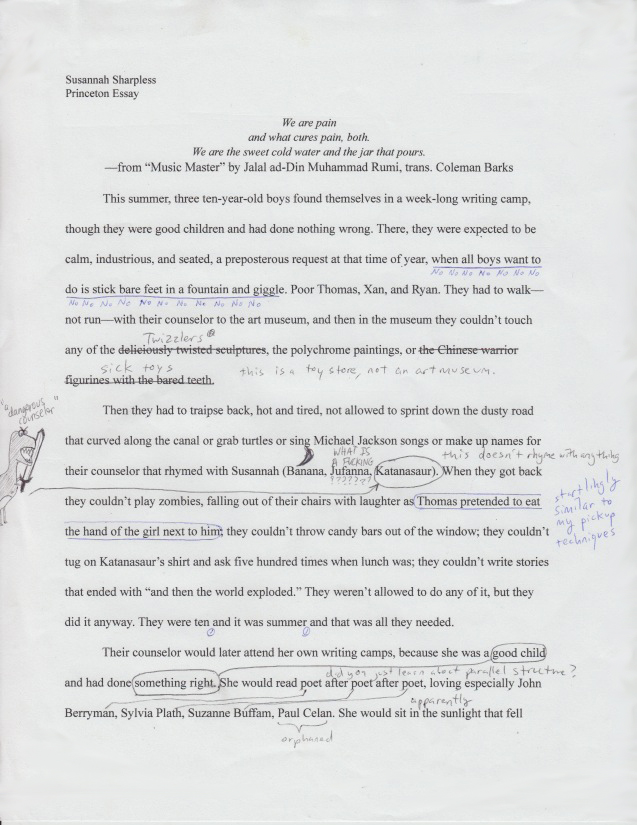 Susannah Sharpless
Princeton Essay
We are pain
and what cures pain, both.
We are the sweet cold water and the jar that pours.
—from “Music Master” by Jalal ad-Din Muhammad Rumi, trans. Coleman Barks
This summer, three ten-year-old boys found themselves in a week-long writing camp,
though they were good children and had done nothing wrong. There, they were expected to be
calm, industrious, and seated, a preposterous request at that time of year, when all boys want to
No No No No No No No
do is stick bare feet in a fountain and giggle. Poor Thomas, Xan, and Ryan. They had to walk—
No No No No No No No No No No No
not run—with their counselor to the art museum, and then in the museum they couldn’t touch
Twizzlers®
any of the deliciously twisted sculptures, the polychrome paintings, or the Chinese warrior
sick toys this is a toy store, not an art museum.
figurines with the bared teeth.
Then they had to traipse back, hot and tired, not allowed to sprint down the dusty road
"a dangerous counselor"
that curved along the canal or grab turtles or sing Michael Jackson songs or make up names for
WHAT IS A FUCKING ??????? this doesn't rhyme with anything
their counselor that rhymed with Susannah (Banana, Jufanna, Katanasaur). When they got back
they couldn’t play zombies, falling out of their chairs with laughter as Thomas pretended to eat
startlingly similar to my pickup techniques
the hand of the girl next to him; they couldn’t throw candy bars out of the window; they couldn’t
tug on Katanasaur’s shirt and ask five hundred times when lunch was; they couldn’t write stories
that ended with “and then the world exploded.” They weren’t allowed to do any of it, but they
did it anyway. They were ten and it was summer and that was all they needed.
Their counselor would later attend her own writing camps, because she was a good child
did you just learn about parallel structure?
and had done something right. She would read poet after poet after poet, loving especially John
apparently
Berryman, Sylvia Plath, Suzanne Buffam, Paul Celan. She would sit in the sunlight that fell
orphaned